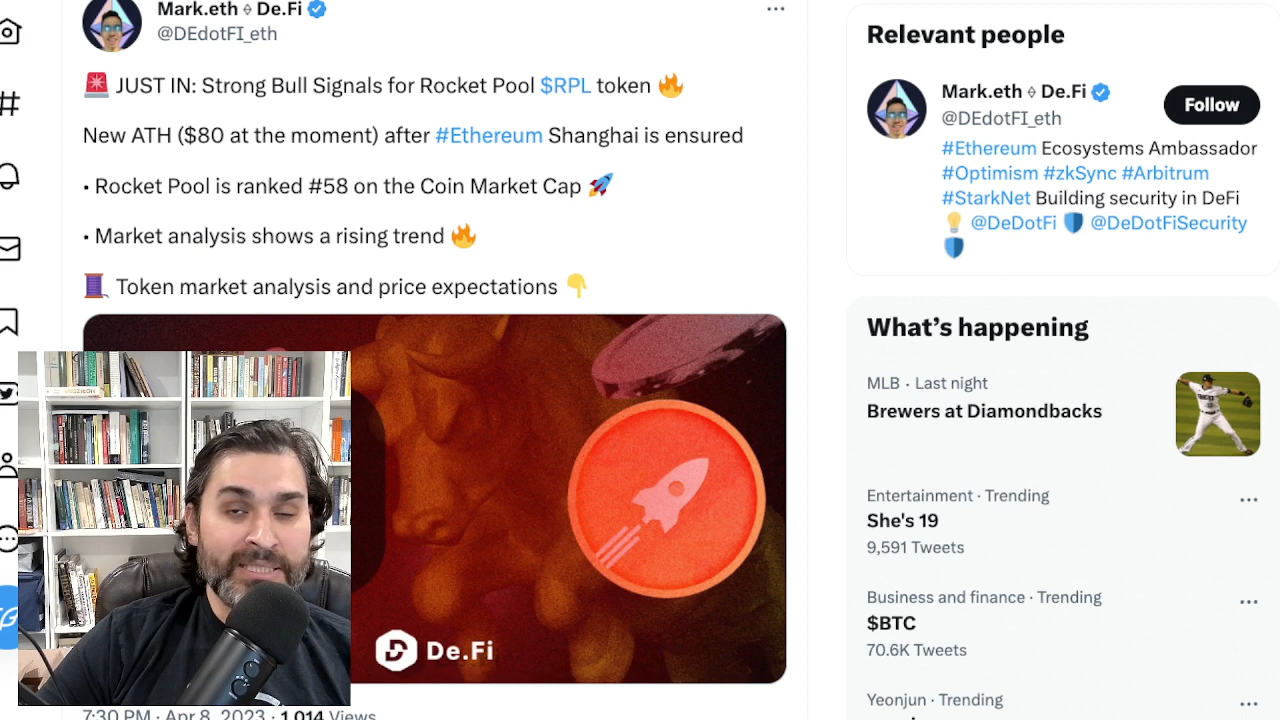 Mark.eth ⬨ De.Fi
@DEdotFI_eth
🚨 JUST IN: Strong Bull Signals for Rocket Pool $RPL token 🔥
New ATH ($80 at the moment) after #Ethereum Shanghai is ensured
• Rocket Pool is ranked #58 on the Coin Market Cap 🚀
• Market analysis shows a rising trend 🔥
🧵 Token market analysis and price expectations 👇
De.Fi
7:30 PM · Apr 8, 2023 · 1,014 Views
Relevant people
Mark.eth ⬨ De.Fi
@DEdotFI_eth
Follow
#Ethereum Ecosystems Ambassador
#Optimism #zkSync #Arbitrum
#StarkNet Building security in DeFi
💡 @DeDotFi 🛡️ @DeDotFiSecurity
🛡️
What's happening
MLB · Last night
Brewers at Diamondbacks
Entertainment · Trending
She's 19
9,591 Tweets
Business and finance · Trending
$BTC
70.6K Tweets
Yeonjun · Trending